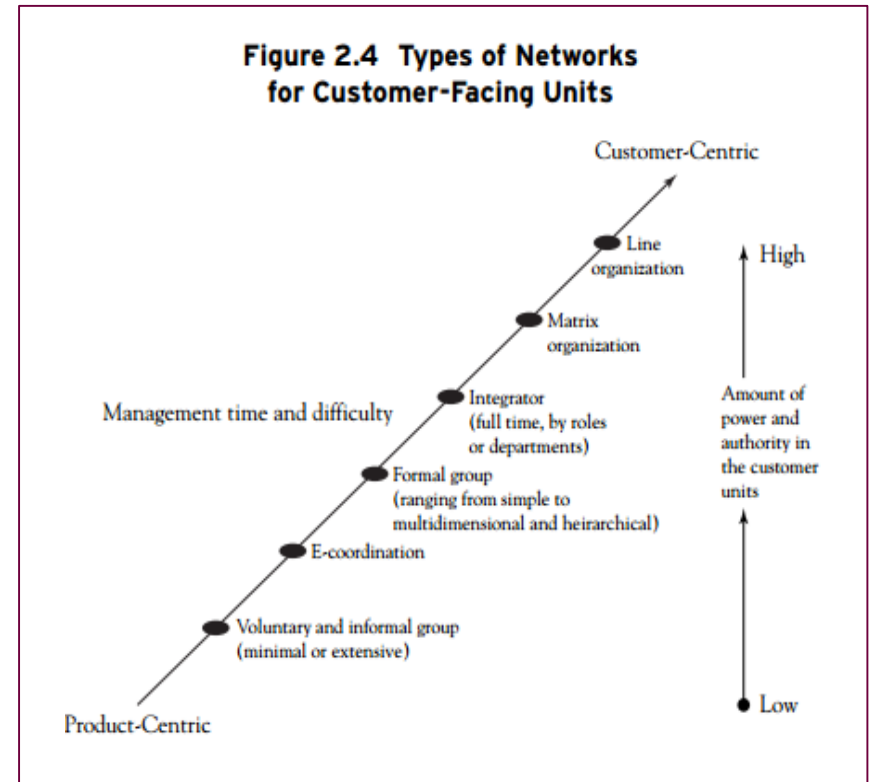 Figure 2.4 Types of Networks
for Customer-Facing Units
Customer-Centric
Line
organization
High
Matrix
organization
Integrator
(full time, by roles
or departments)
Management time and difficulty
Amount of
power and
authority in
the customer
units
Formal group
(ranging from simple to
multidimensional and heirarchical)
E-coordination
Voluntary and informal group
(minimal or extensive)
Low
Product-Centric